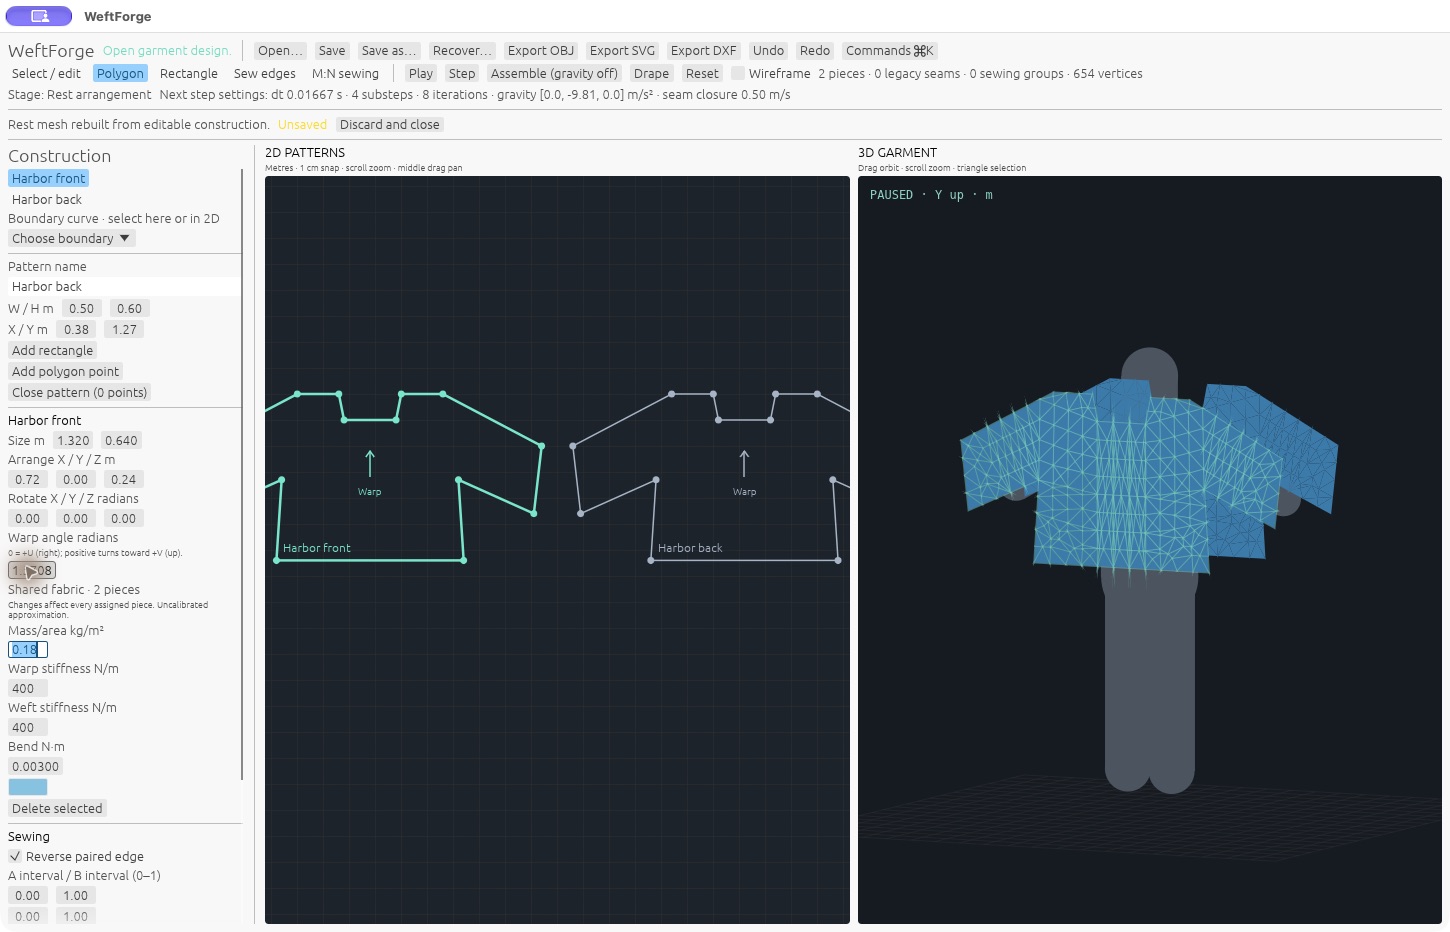 WeftForge
WeftForge Open garment design. Open... Save Save as... Recover... Export OBJ Export SVG Export DXF Undo Redo Commands ⌘K
Select / edit Polygon Rectangle Sew edges M:N sewing Play Step Assemble (gravity off) Drape Reset Wireframe 2 pieces · 0 legacy seams · 0 sewing groups · 654 vertices
Stage: Rest arrangement Next step settings: dt 0.01667 s · 4 substeps · 8 iterations · gravity [0.0, -9.81, 0.0] m/s² · seam closure 0.50 m/s
Rest mesh rebuilt from editable construction. Unsaved Discard and close
Construction
Harbor front
Harbor back
Boundary curve · select here or in 2D
Choose boundary
Pattern name
Harbor back
W / H m 0.50 0.60
X / Y m 0.38 1.27
Add rectangle
Add polygon point
Close pattern (0 points)
Harbor front
Size m 1.320 0.640
Arrange X / Y / Z m
0.72 0.00 0.24
Rotate X / Y / Z radians
0.00 0.00 0.00
Warp angle radians
0 = +U (right); positive turns toward +V (up).
Shared fabric · 2 pieces
Changes affect every assigned piece. Uncalibrated
approximation.
Mass/area kg/m²
0.18
Warp stiffness N/m
400
Weft stiffness N/m
400
Bend N·m
0.00300
Delete selected
Sewing
Reverse paired edge
A interval / B interval (0–1)
0.00 1.00
0.00 1.00
2D PATTERNS
Metres · 1 cm snap · scroll zoom · middle drag pan
Warp
Harbor front
Warp
Harbor back
3D GARMENT
Drag orbit · scroll zoom · triangle selection
PAUSED · Y up · m